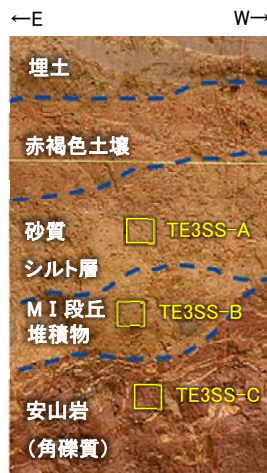 ←E W→
埋土
赤褐色土壌
砂質 TE3SS-A
シルト層
MⅠ段丘 TE3SS-B
堆積物
TE3SS-C
安山岩
(角礫質)